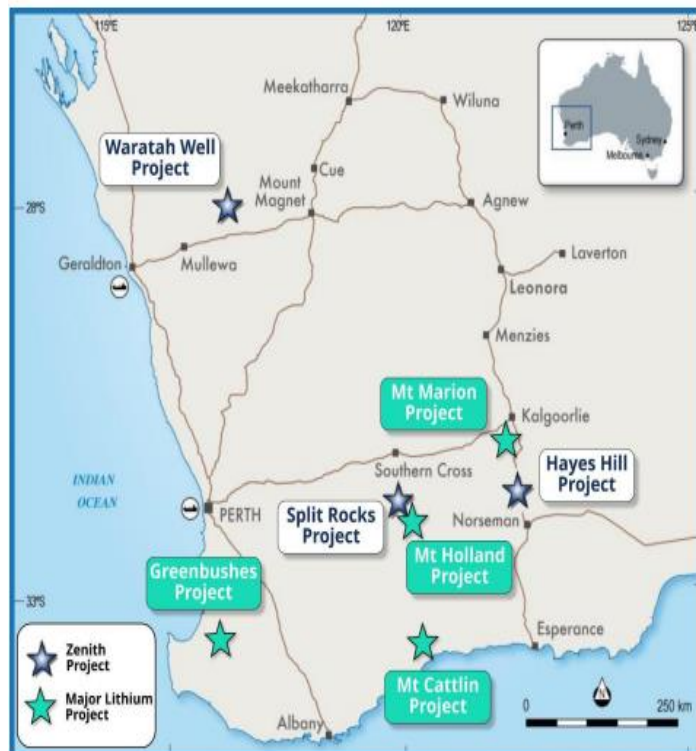 115°E
120°E
125°E
Meekatharra
Wiluna
Perth
Sydney
Melbourne
Waratah Well
Project
Cue
Mount
Magnet
Agnew
28°S
Mullewa
Geraldton
Laverton
Leonora
1
Menzies
Mt Marion
Project
Kalgoorlie
Southern Cross
Hayes Hill
Project
INDIAN
OCEAN
1
PERTH
Split Rocks
Project
Norseman
Mt Holland
Project
Greenbushes
Project
33°S
Zenith
Project
Major Lithium
Project
Esperance
Mt Cattlin
Project
N
0
250 km
Albany